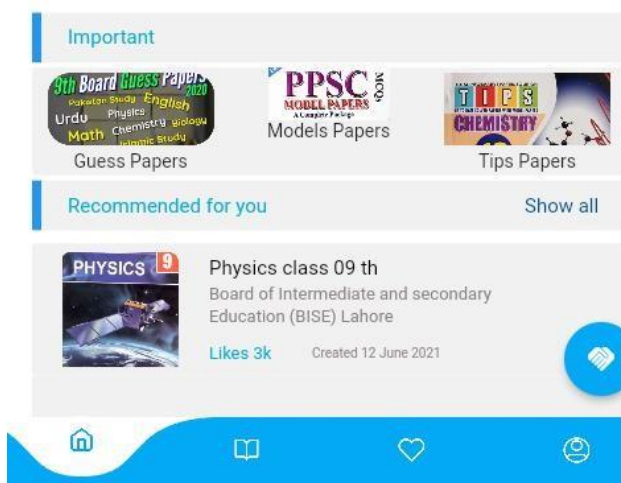 Important
9th Board Guess Papers
2020
Pakistan Study English
Urdu Physics
Math Chemistry Biology
Islamic Study
Guess Papers
PPSC MCQs
MODEL PAPERS
A Complete Package
Models Papers
TIPS
CHEMISTRY
Tips Papers
Recommended for you
Show all
PHYSICS 9
Physics class 09 th
Board of Intermediate and secondary
Education (BISE) Lahore
Likes 3k
Created 12 June 2021